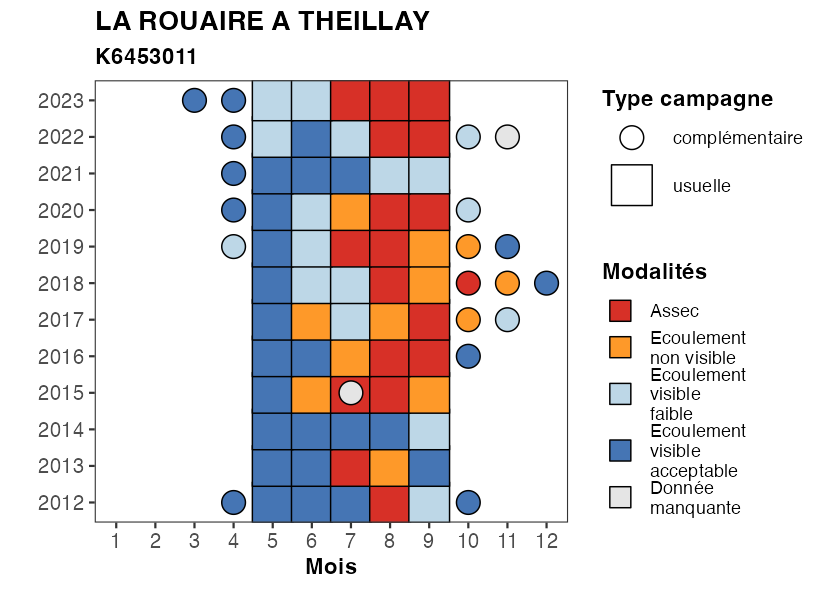 LA ROUAIRE A THEILLAY
K6453011
2023
2022
2021
2020
2019
2018
2017
2016
2015
2014
2013
2012
1 2 3 4 5 6 7 8 9 10 11 12
Mois
Type campagne
complémentaire
usuelle
Modalités
Assec
Ecoulement
non visible
Ecoulement
visible
faible
Ecoulement
visible
acceptable
Donnée
manquante